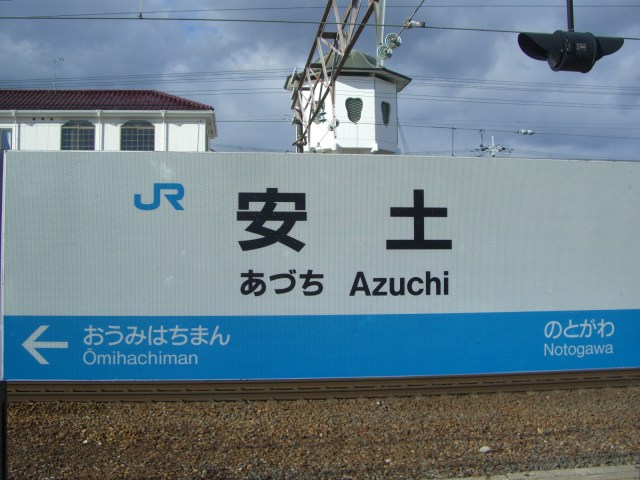 JR 安土
あづち Azuchi
おうみはちまん
Ōmihachiman
のとがわ
Notogawa